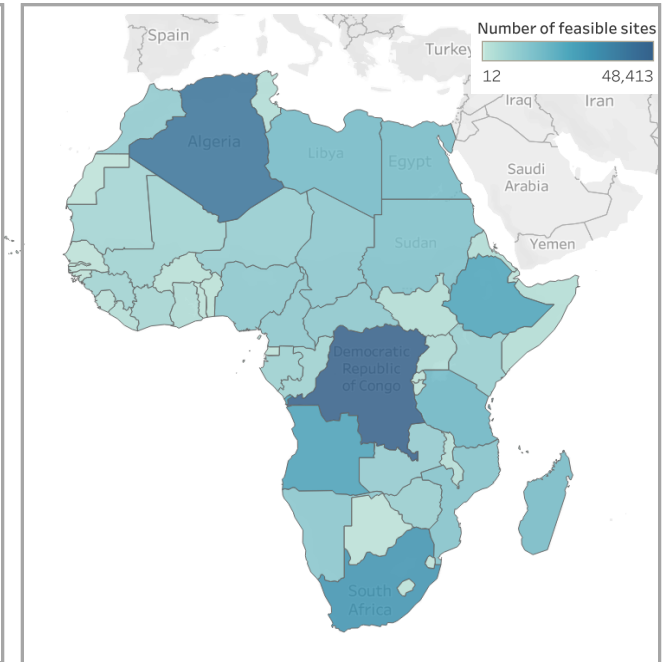 Number of feasible sites
12 48,413
Spain
Turkey
Iraq
Iran
Algeria
Libya
Egypt
Saudi
Arabia
Sudan
Yemen
Democratic
Republic
of Congo
South
Africa